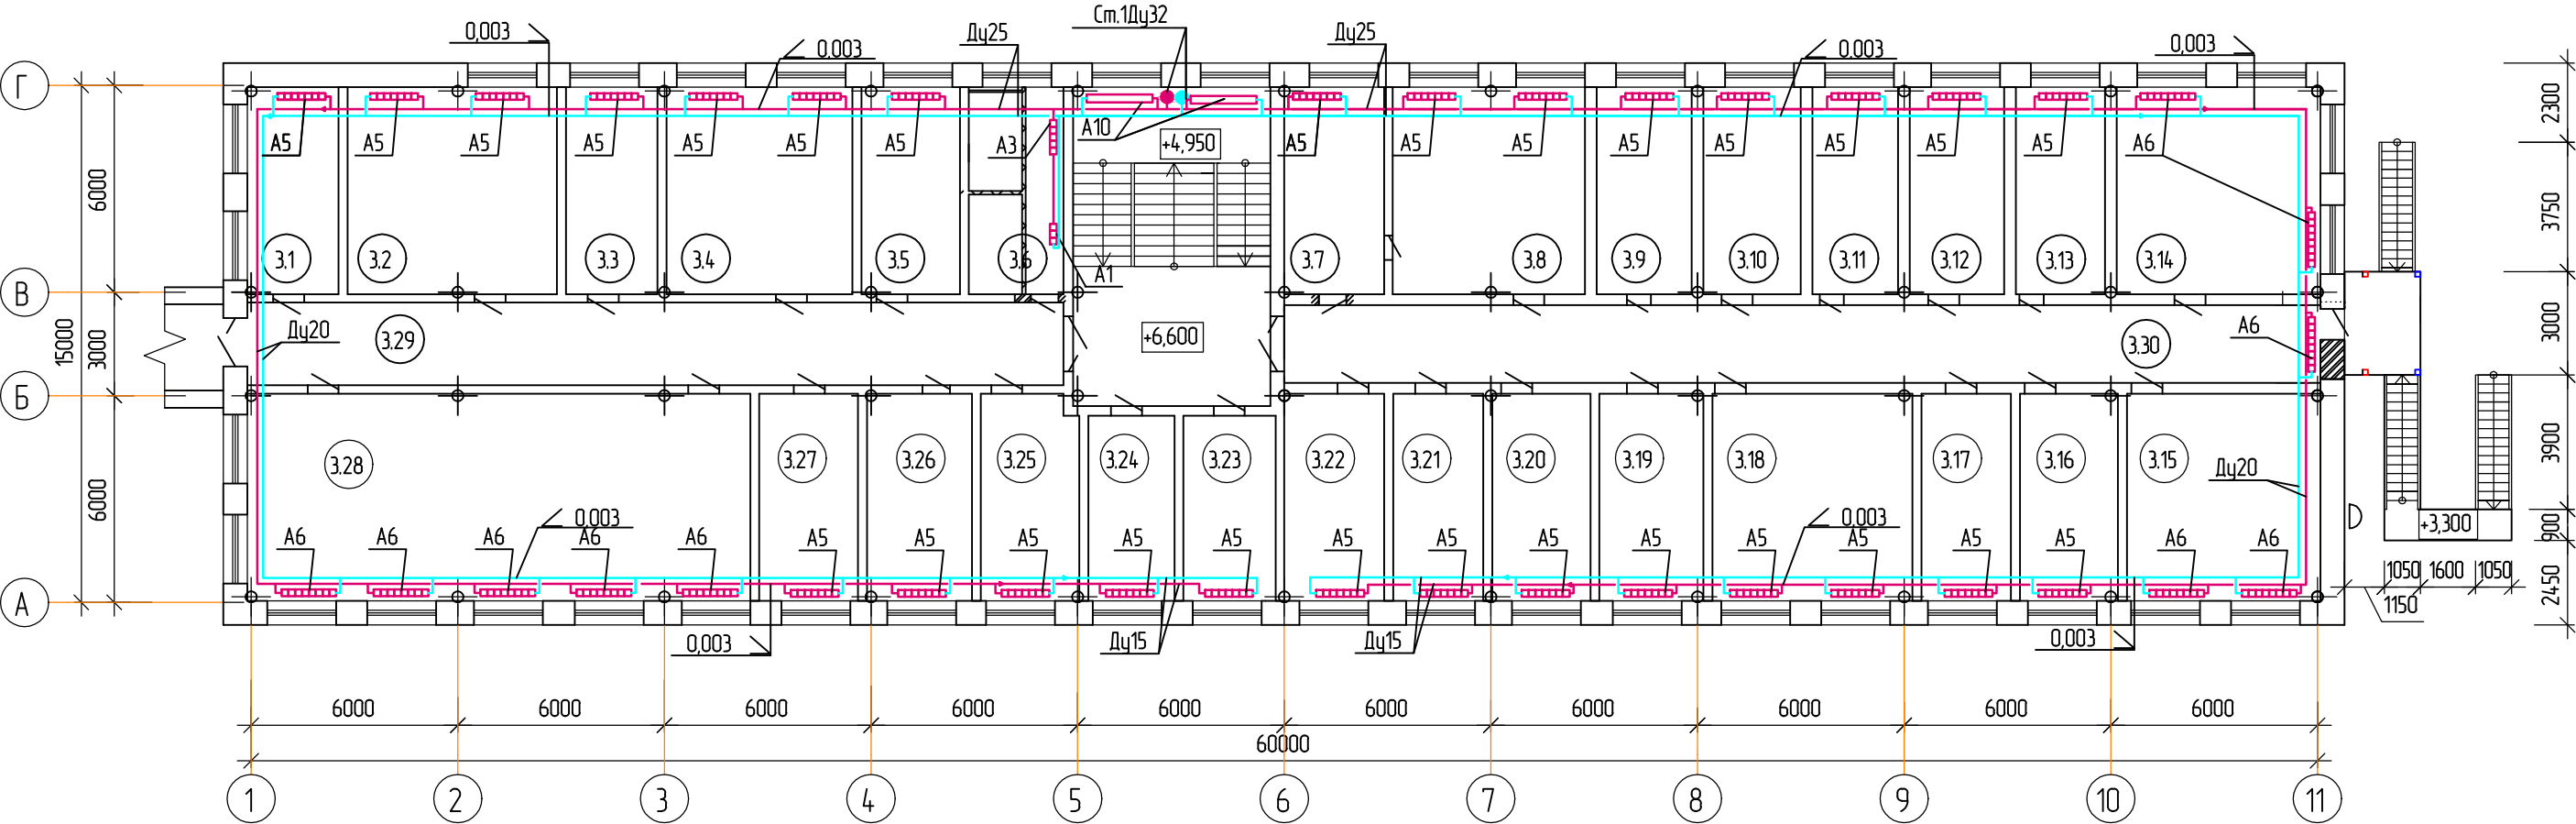 Ст.1Ду32
0,003
0,003
Ду25
Ду25
0,003
0,003
Г
А5
А5
А5
А5
А5
А5
А5
А3
А10
+4,950
А5
А5
А5
А5
А5
А5
А5
А5
А6
2300
6000
3750
3.1
3.2
3.3
3.4
3.5
3.6
А1
3.7
3.8
3.9
3.10
3.11
3.12
3.13
3.14
В
15000
3000
Ду20
3.29
+6,600
3.30
А6
3000
Б
3.28
3.27
3.26
3.25
3.24
3.23
3.22
3.21
3.20
3.19
3.18
3.17
3.16
3.15
Ду20
3900
6000
0,003
0,003
+3,300
900
А6
А6
А6
А6
А6
А5
А5
А5
А5
А5
А5
А5
А5
А5
А5
А5
А5
А5
А6
А6
1050
1600
1050
2450
А
1150
0,003
Ду15
Ду15
0,003
6000
6000
6000
6000
6000
6000
6000
6000
6000
6000
60000
1
2
3
4
5
6
7
8
9
10
11